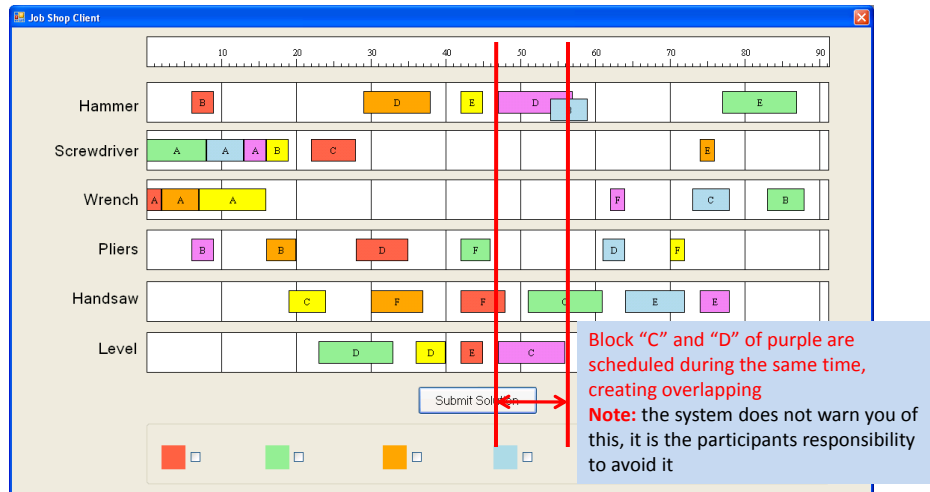 Job Shop Client
10 20 30 40 50 60 70 80 90
Hammer B D E D E
Screwdriver A A A B C E
Wrench A A A F C B
Pliers B B D F D F
Handsaw C F F C E E
Level D D E C
Submit Solution
Block “C” and “D” of purple are
scheduled during the same time,
creating overlapping
Note: the system does not warn you of
this, it is the participants responsibility
to avoid it